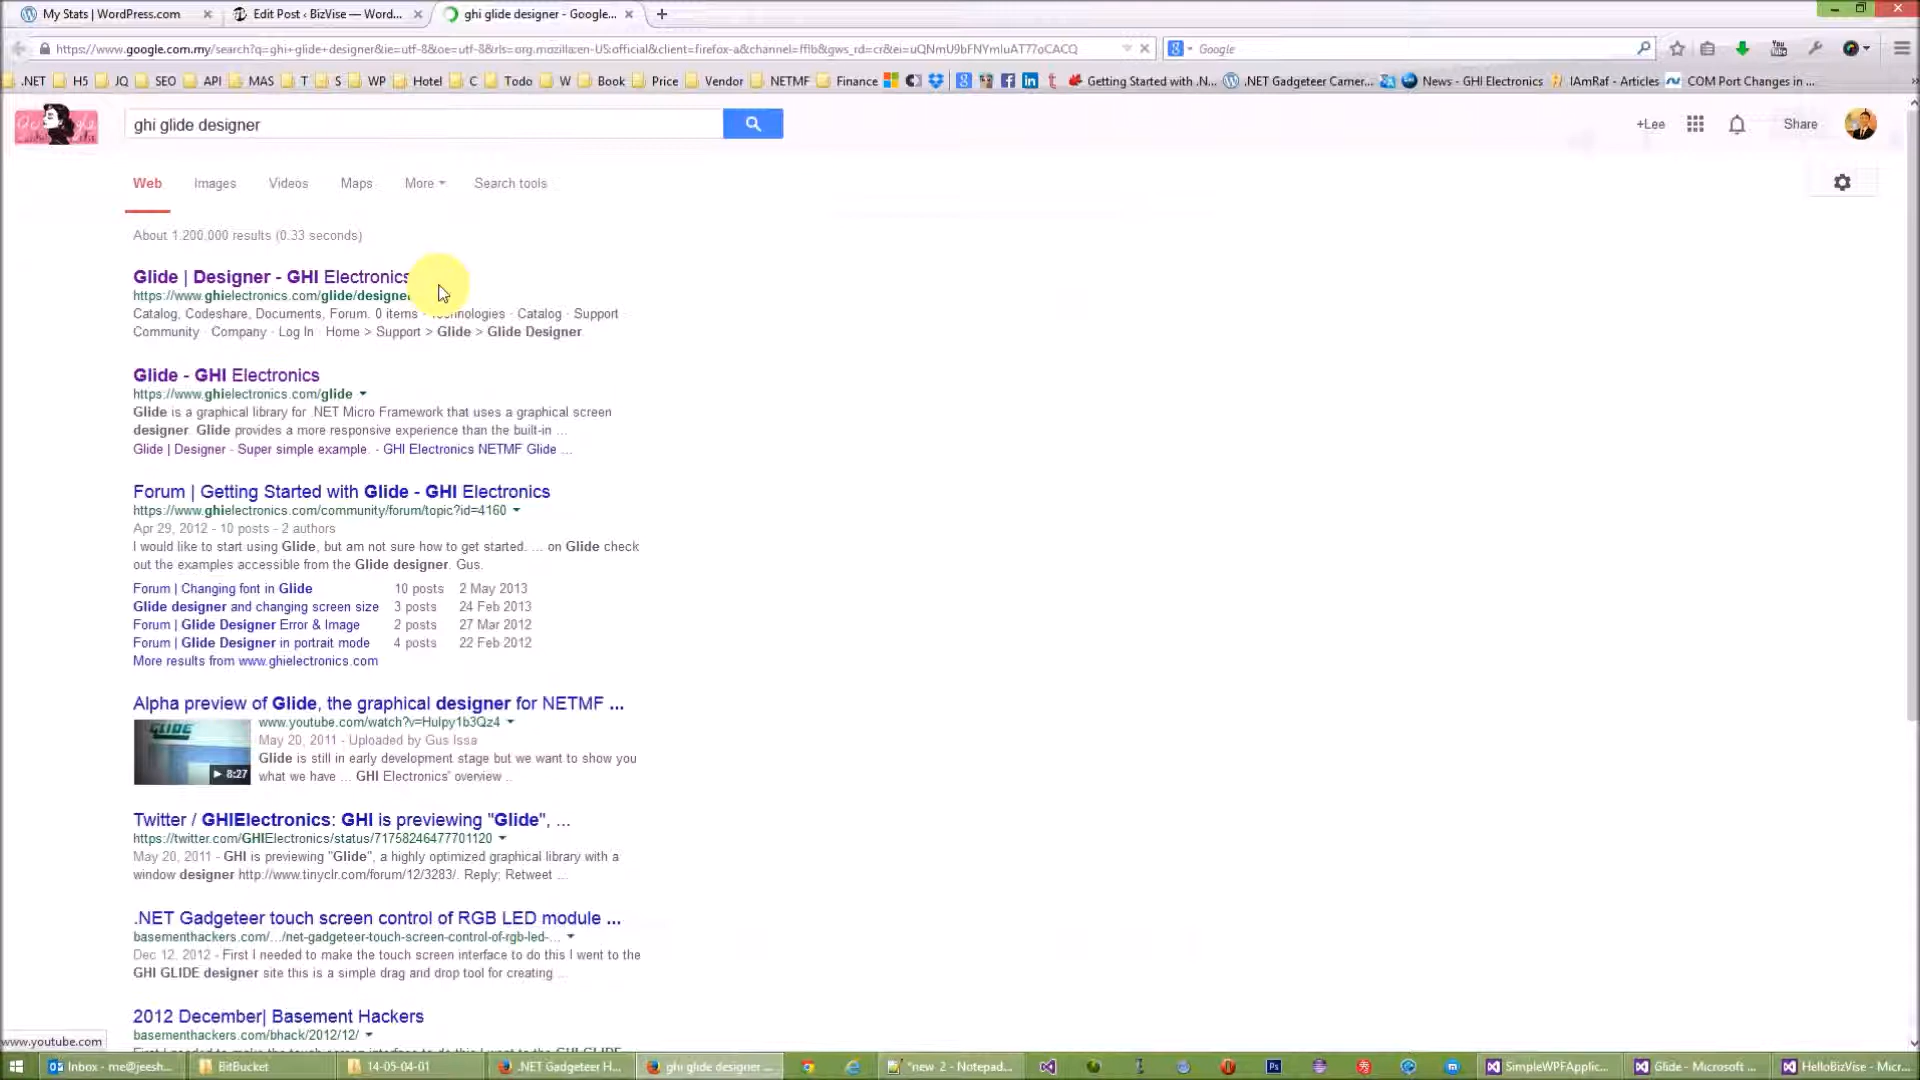 My Stats | WordPress.com
Edit Post ‹ BizVise — Word...
ghi glide designer - Google...
https://www.google.com.my/search?q=ghi+glide+designer&ie=utf-8&oe=utf-8&rls=org.mozilla:en-US:official&client=firefox-a&channel=fflb&gws_rd=cr&ei=uQNmU9bFNYmIuAT77oCACQ
Google
.NET H5 JQ SEO API MAS T S WP Hotel C Todo W Book Price Vendor NETMF Finance Getting Started with .N... .NET Gadgeteer Camer... News - GHI Electronics IAmRaf - Articles COM Port Changes in ...
ghi glide designer
+Lee Share
Web Images Videos Maps More Search tools
About 1,200,000 results (0.33 seconds)
Glide | Designer - GHI Electronics
https://www.ghielectronics.com/glide/designer
Catalog, Codeshare, Documents, Forum. 0 items · Technologies · Catalog · Support
Community · Company · Log In · Home > Support > Glide > Glide Designer.
Glide - GHI Electronics
https://www.ghielectronics.com/glide
Glide is a graphical library for .NET Micro Framework that uses a graphical screen
designer. Glide provides a more responsive experience than the built-in ...
Glide | Designer - Super simple example. - GHI Electronics NETMF Glide ...
Forum | Getting Started with Glide - GHI Electronics
https://www.ghielectronics.com/community/forum/topic?id=4160
Apr 29, 2012 - 10 posts - 2 authors
I would like to start using Glide, but am not sure how to get started. ... on Glide check
out the examples accessible from the Glide designer. Gus.
Forum | Changing font in Glide 10 posts 2 May 2013
Glide designer and changing screen size 3 posts 24 Feb 2013
Forum | Glide Designer Error & Image 2 posts 27 Mar 2012
Forum | Glide Designer in portrait mode 4 posts 22 Feb 2012
More results from www.ghielectronics.com
Alpha preview of Glide, the graphical designer for NETMF ...
www.youtube.com/watch?v=Hulpy1b3Qz4
May 20, 2011 - Uploaded by Gus Issa
Glide is still in early development stage but we want to show you
what we have ... GHI Electronics' overview ...
GLIDE
8:27
Twitter / GHIElectronics: GHI is previewing "Glide", ...
https://twitter.com/GHIElectronics/status/71758246477701120
May 20, 2011 - GHI is previewing "Glide", a highly optimized graphical library with a
window designer http://www.tinyclr.com/forum/12/3283/. Reply; Retweet ...
.NET Gadgeteer touch screen control of RGB LED module ...
basementhackers.com/.../net-gadgeteer-touch-screen-control-of-rgb-led-...
Dec 12, 2012 - First I needed to make the touch screen interface to do this I went to the
GHI GLIDE designer site this is a simple drag and drop tool for creating ...
2012 December| Basement Hackers
basementhackers.com/bhack/2012/12/
www.youtube.com
First I needed to make the touch screen interface to do this I went to the GHI GLIDE
Inbox - me@jeesh... BitBucket 14-05-04-01 .NET Gadgeteer H... ghi glide designer ... *new 2 - Notepad... SimpleWPFApplic... Glide - Microsoft ... HelloBizVise - Micr...